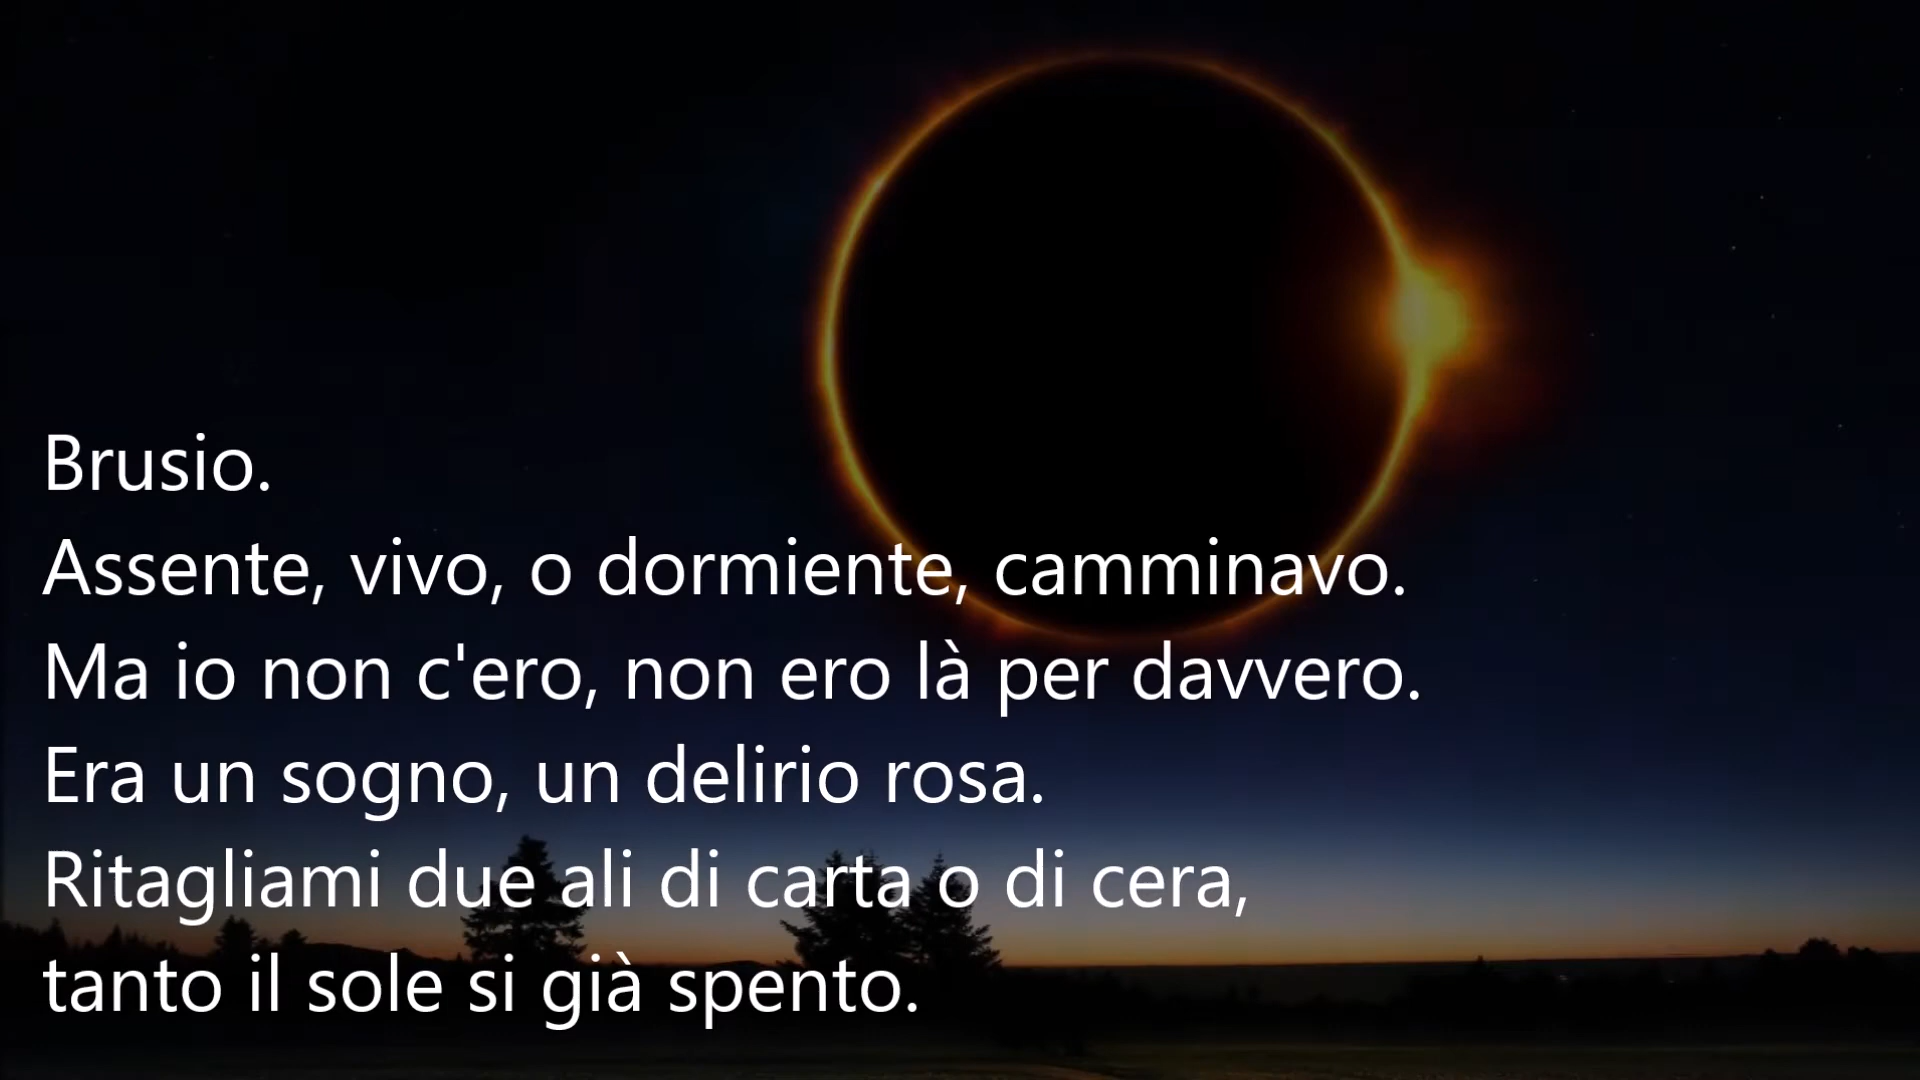 Brusio.
Assente, vivo, o dormiente, camminavo.
Ma io non c'ero, non ero là per davvero.
Era un sogno, un delirio rosa.
Ritagliami due ali di carta o di cera,
tanto il sole si già spento.